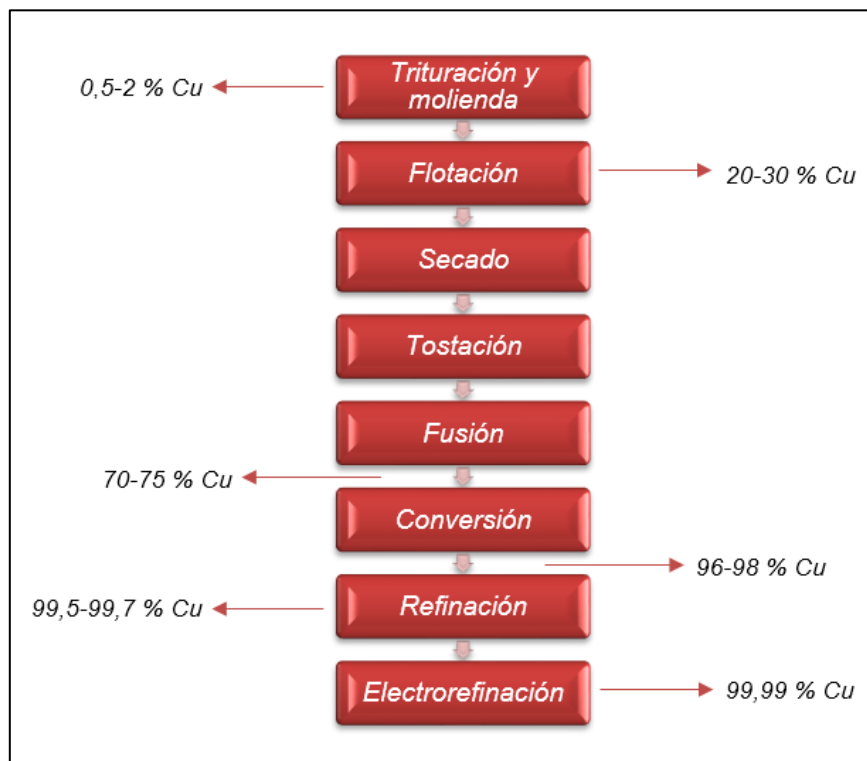 Trituración y
molienda
0,5-2 % Cu
Flotación
20-30 % Cu
Secado
Tostación
Fusión
70-75 % Cu
Conversión
96-98 % Cu
99,5-99,7 % Cu
Refinación
Electrorefinación
99,99 % Cu